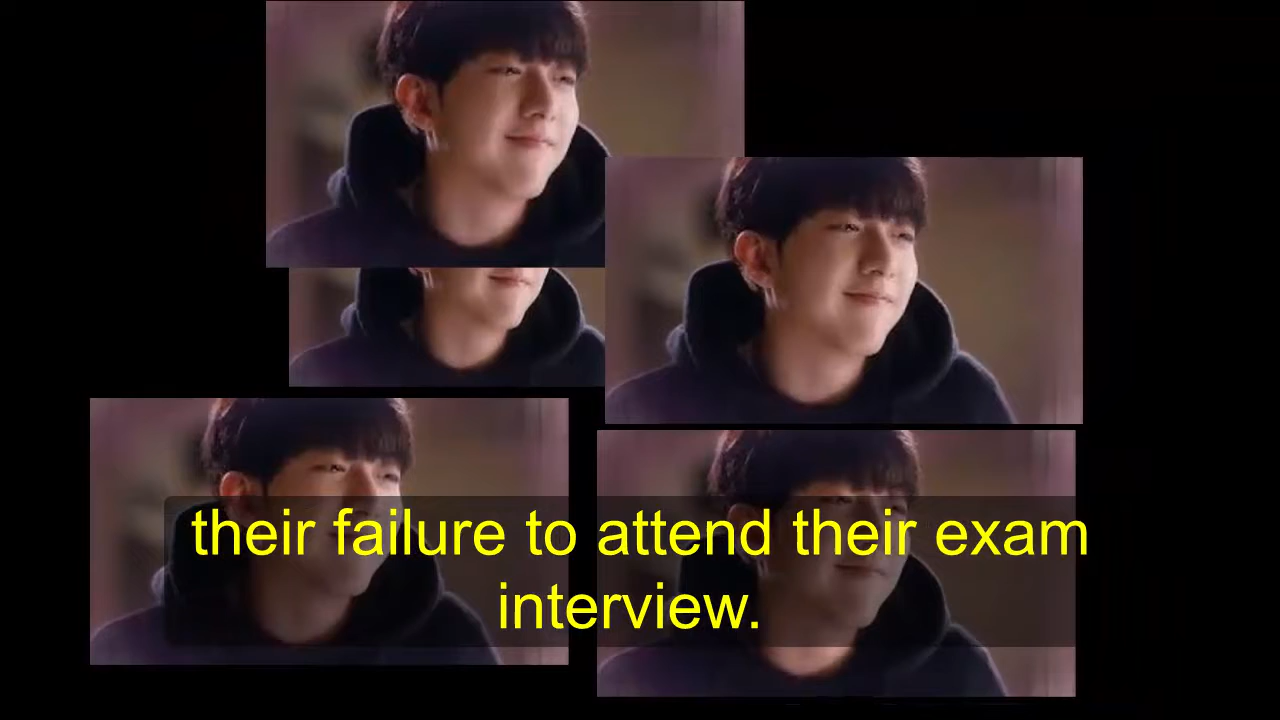 their failure to attend their exam
interview.